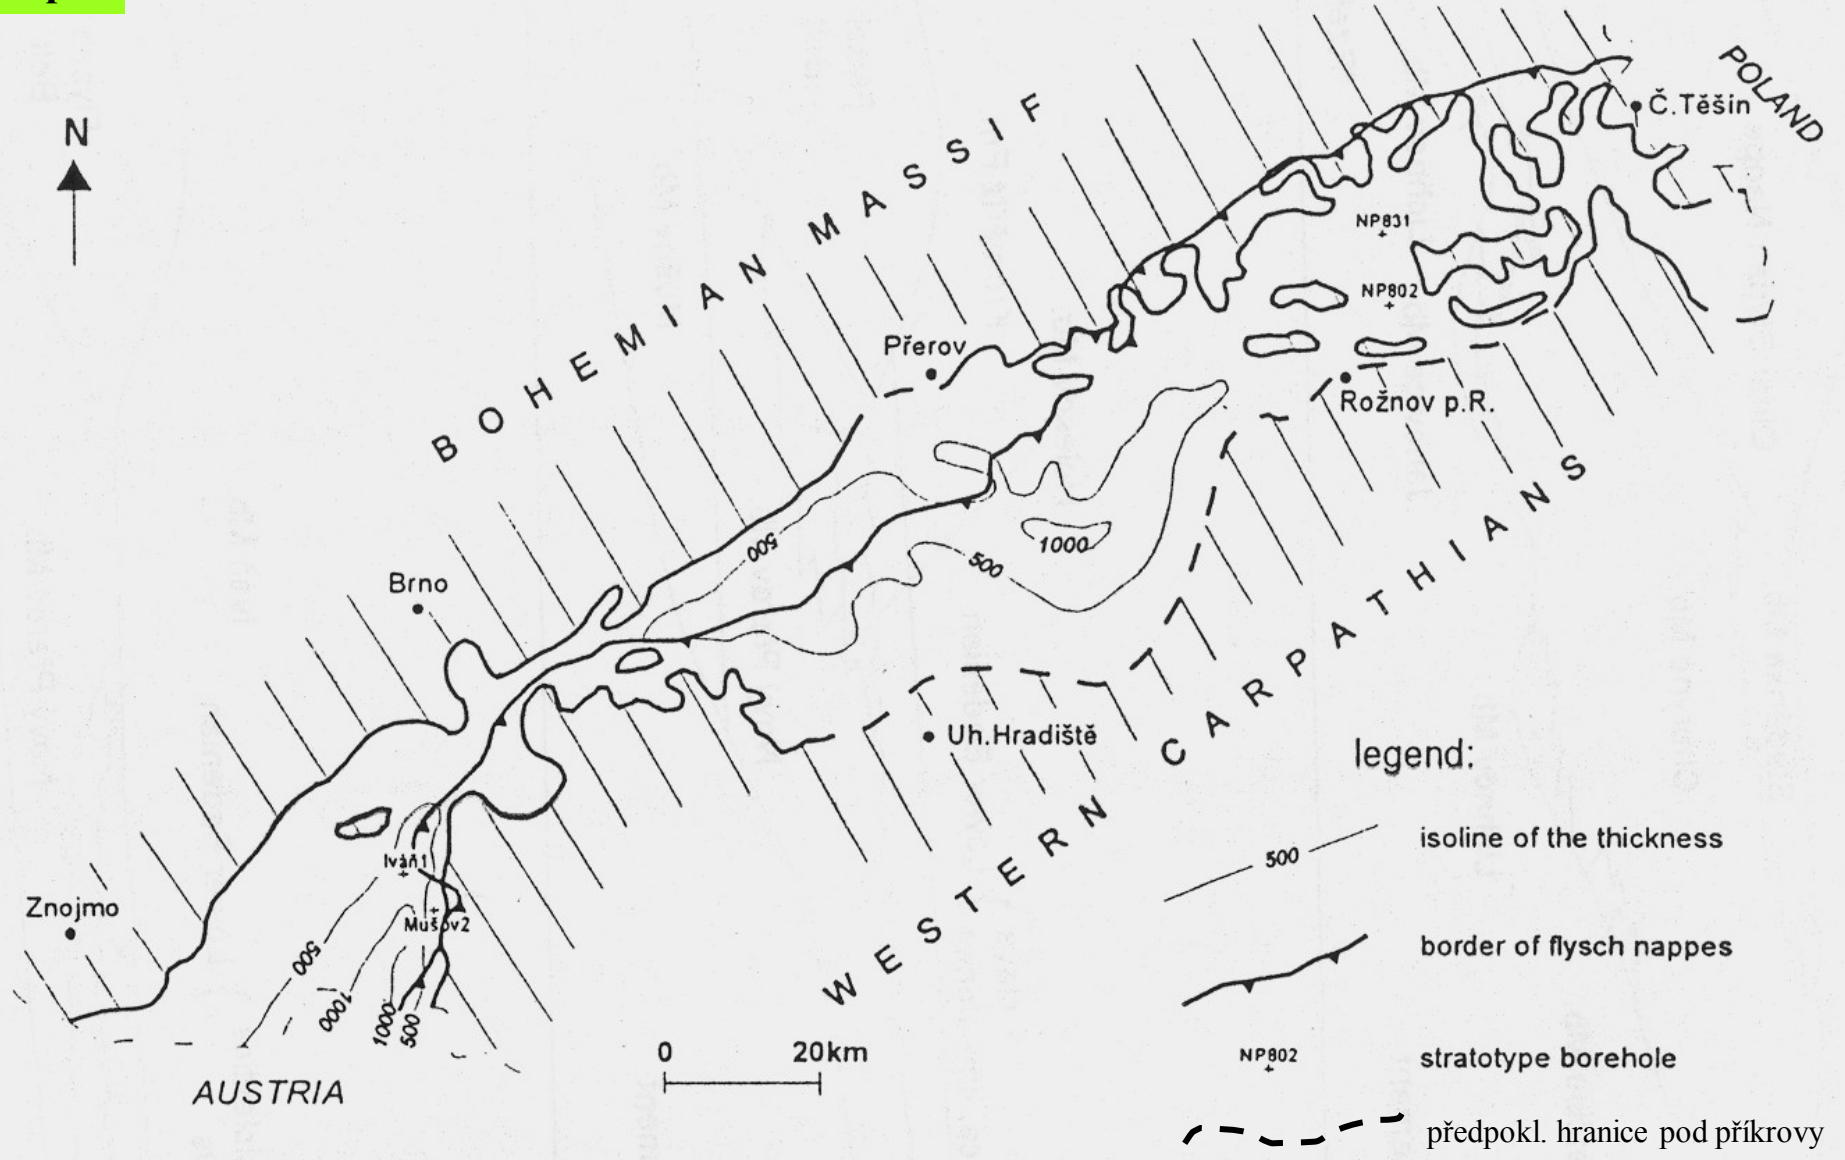 N
BOHEMIAN MASSIF
POLAND
Č.Těšín
NP831
NP802
Přerov
Rožnov p.R.
500
1000
500
Brno
Uh.Hradiště
WESTERN CARPATHIANS
Iváň1
Mušov2
Znojmo
500
1000
1000
500
AUSTRIA
0 20km
legend:
500
isoline of the thickness
border of flysch nappes
NP802
stratotype borehole
předpokl. hranice pod příkrovy